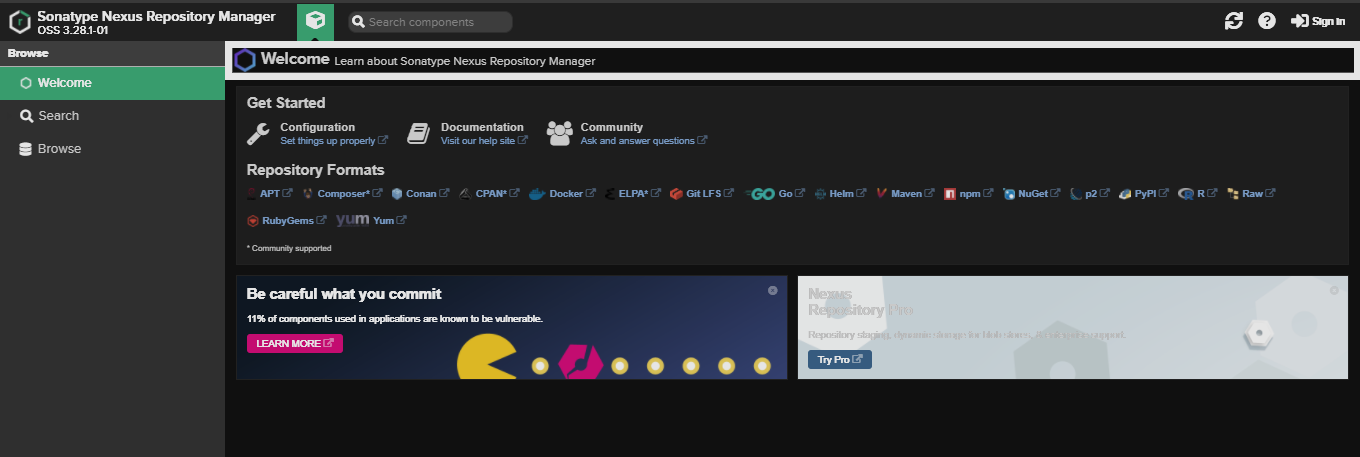 Sonatype Nexus Repository Manager
OSS 3.28.1-01
Search components
Sign in
Browse
Welcome
Search
Browse
Welcome Learn about Sonatype Nexus Repository Manager
Get Started
Configuration
Set things up properly
Documentation
Visit our help site
Community
Ask and answer questions
Repository Formats
APT Composer* Conan CPAN* Docker ELPA* Git LFS GO Go Helm Maven npm NuGet p2 PyPI R Raw
RubyGems yum Yum
* Community supported
Be careful what you commit
11% of components used in applications are known to be vulnerable.
LEARN MORE
Nexus
Repository Pro
Repository staging, dynamic storage for blob stores,
Try Pro